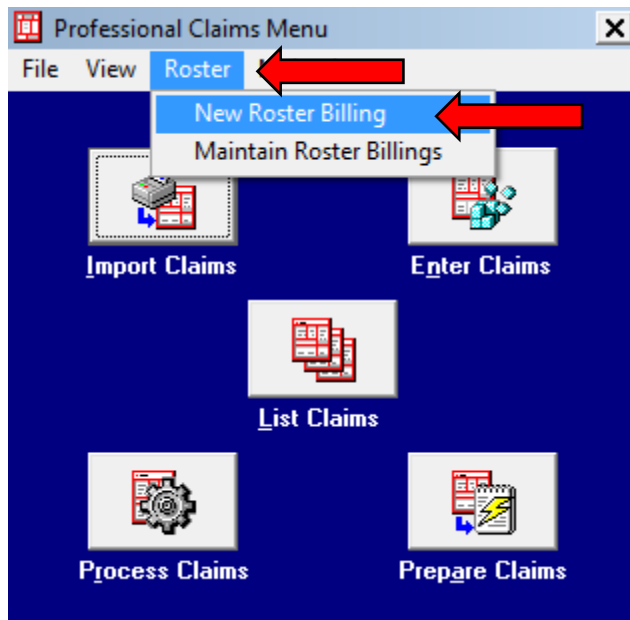 Professional Claims Menu
File View Roster
New Roster Billing
Maintain Roster Billings
Import Claims
Enter Claims
List Claims
Process Claims
Prepare Claims